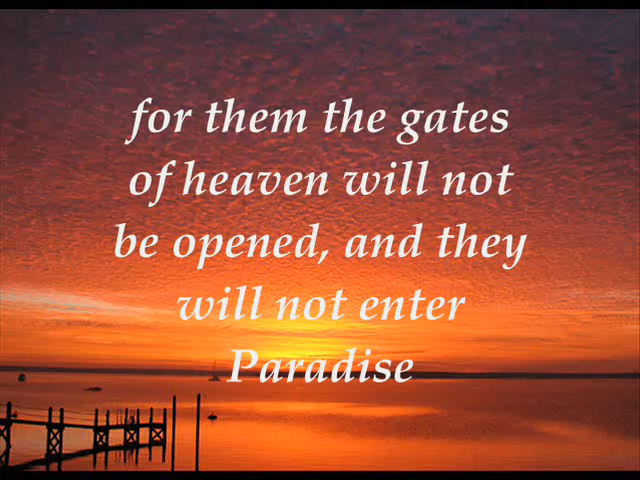 for them the gates
of heaven will not
be opened, and they
will not enter
Paradise